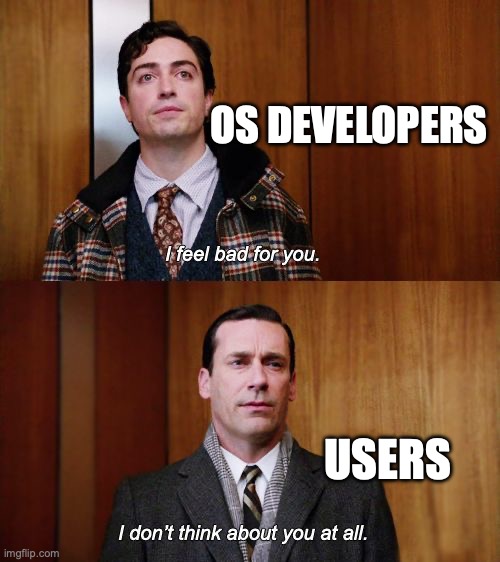 OS DEVELOPERS
I feel bad for you.
USERS
I don't think about you at all.
imgflip.com